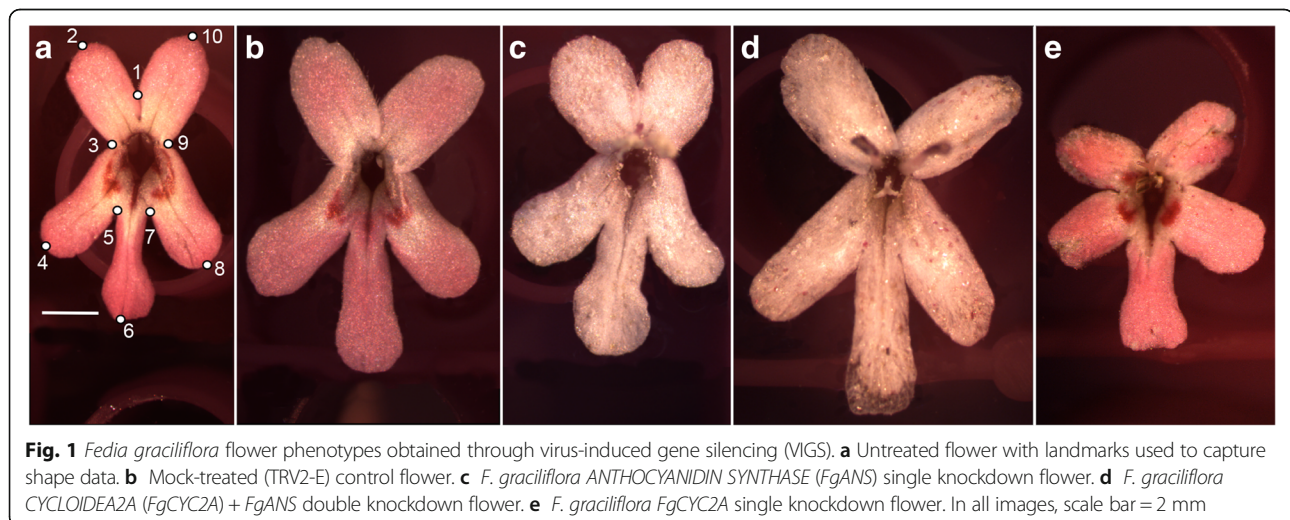 a
2
10
1
3
9
5
7
4
8
6
b
c
d
e
Fig. 1 Fedia graciliflora flower phenotypes obtained through virus-induced gene silencing (VIGS). a Untreated flower with landmarks used to capture
shape data. b Mock-treated (TRV2-E) control flower. c F. graciliflora ANTHOCYANIDIN SYNTHASE (FgANS) single knockdown flower. d F. graciliflora
CYCLOIDEA2A (FgCYC2A) + FgANS double knockdown flower. e F. graciliflora FgCYC2A single knockdown flower. In all images, scale bar = 2 mm